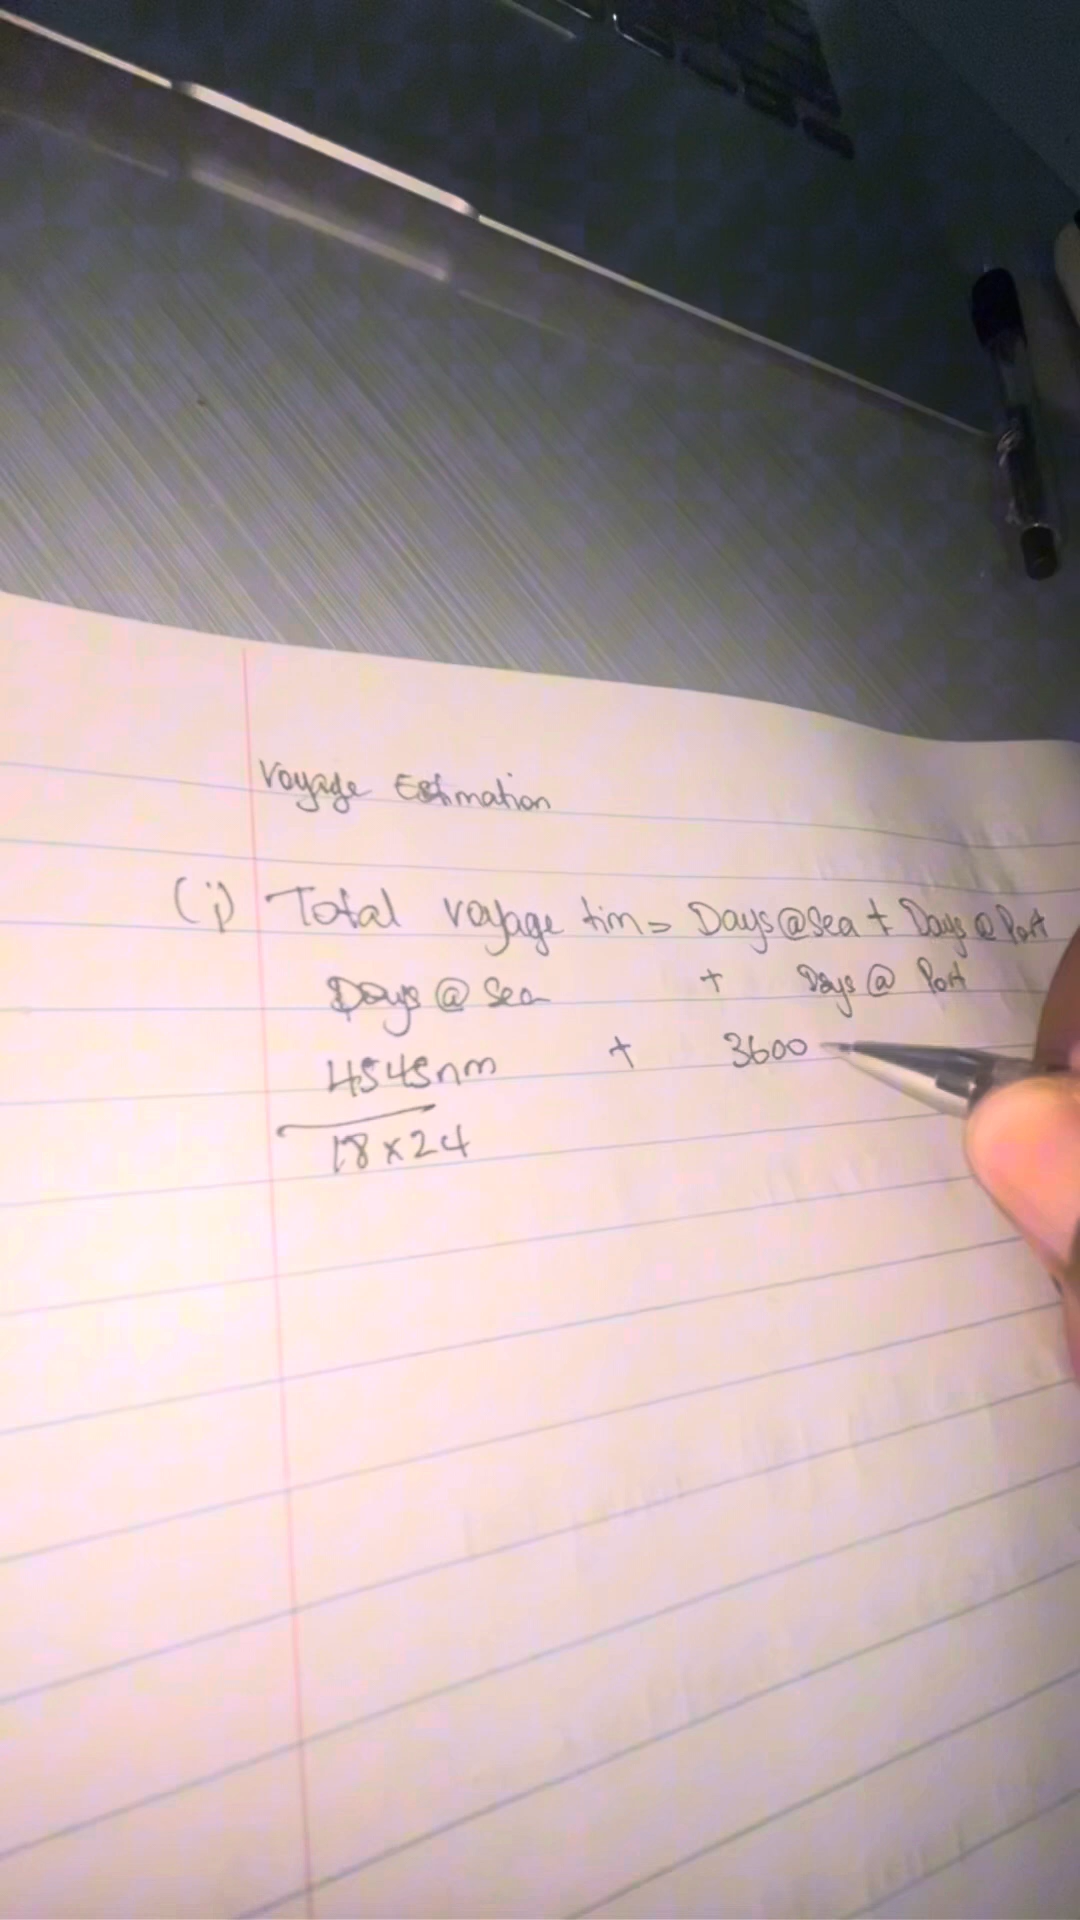 Voyage Estimation
(i) Total voyage tim= Days@Sea + Days@Port
Days @ Sea + Days @ Port
4545nm + 3600
18 x 24